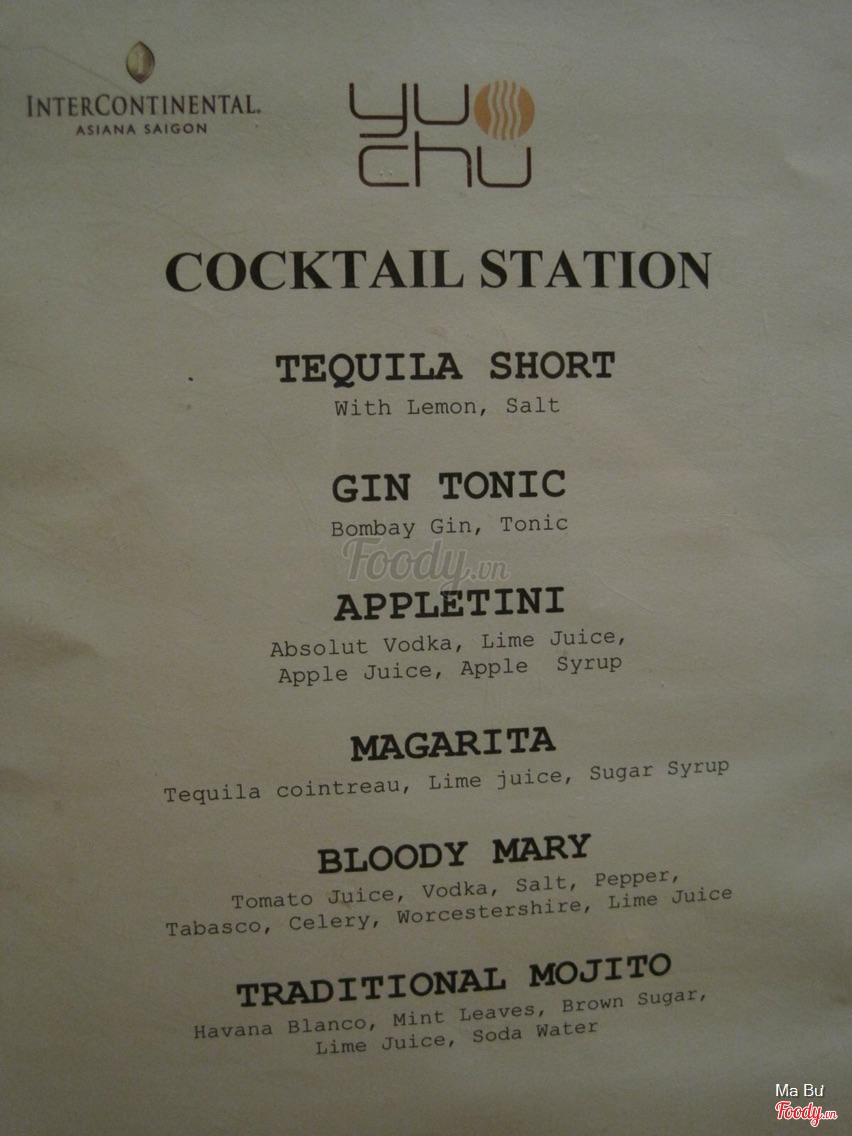 INTERCONTINENTAL.
ASIANA SAIGON
yu
chu
COCKTAIL STATION
TEQUILA SHORT
With Lemon, Salt
GIN TONIC
Bombay Gin, Tonic
Foody.vn
APPLETINI
Absolut Vodka, Lime Juice,
Apple Juice, Apple Syrup
MAGARITA
Tequila cointreau, Lime juice, Sugar Syrup
BLOODY MARY
Tomato Juice, Vodka, Salt, Pepper,
Tabasco, Celery, Worcestershire, Lime Juice
TRADITIONAL MOJITO
Havana Blanco, Mint Leaves, Brown Sugar,
Lime Juice, Soda Water
Ma Bư
Foody.vn